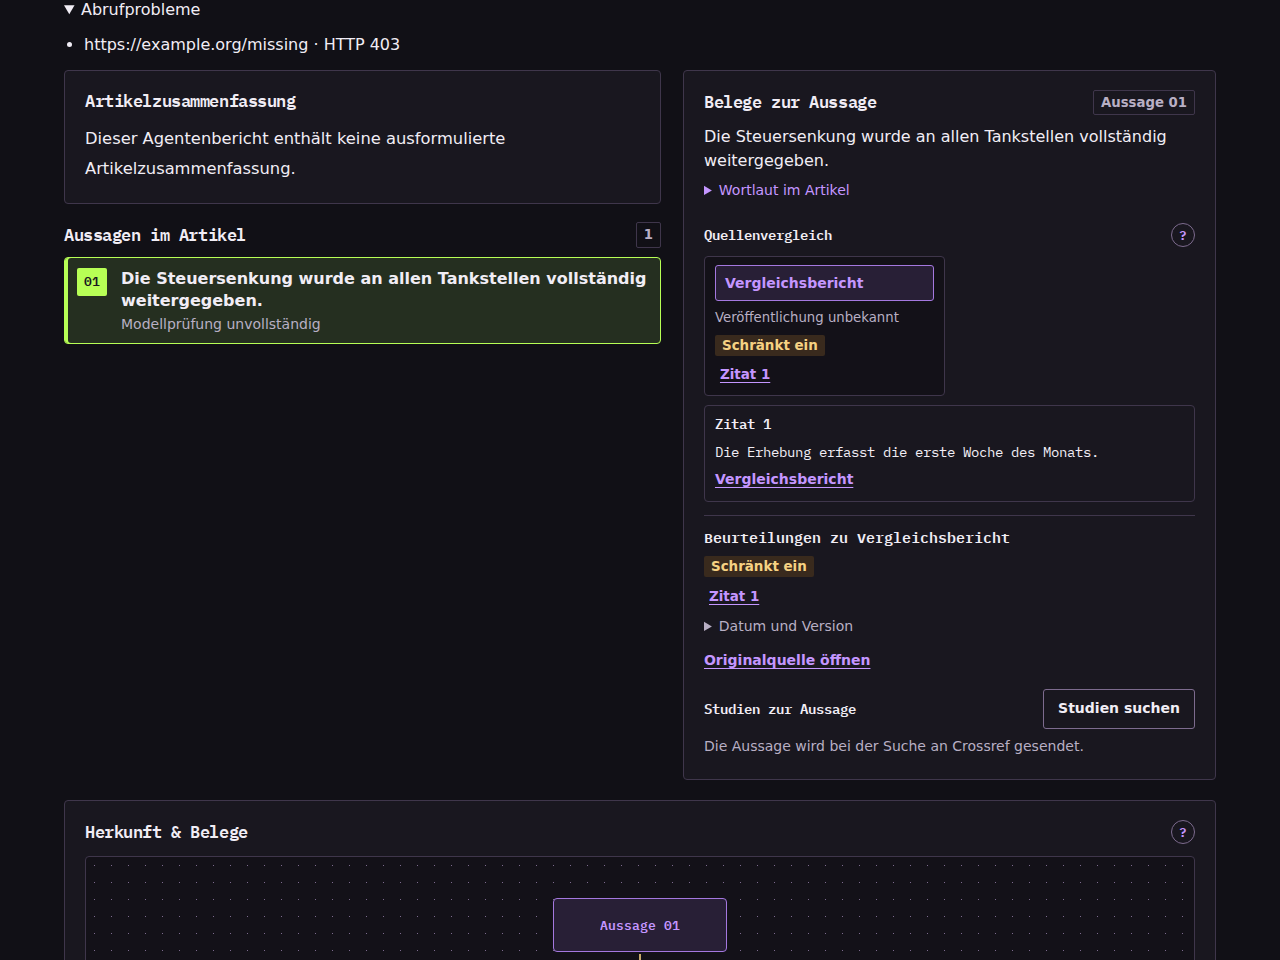 Abrufprobleme
https://example.org/missing · HTTP 403
Artikelzusammenfassung
Dieser Agentenbericht enthält keine ausformulierte
Artikelzusammenfassung.
Aussagen im Artikel
1
01
Die Steuersenkung wurde an allen Tankstellen vollständig
weitergegeben.
Modellprüfung unvollständig
Belege zur Aussage
Aussage 01
Die Steuersenkung wurde an allen Tankstellen vollständig
weitergegeben.
Wortlaut im Artikel
Quellenvergleich
?
Vergleichsbericht
Veröffentlichung unbekannt
Schränkt ein
Zitat 1
Zitat 1
Die Erhebung erfasst die erste Woche des Monats.
Vergleichsbericht
Beurteilungen zu Vergleichsbericht
Schränkt ein
Zitat 1
Datum und Version
Originalquelle öffnen
Studien zur Aussage
Studien suchen
Die Aussage wird bei der Suche an Crossref gesendet.
Herkunft & Belege
?
Aussage 01